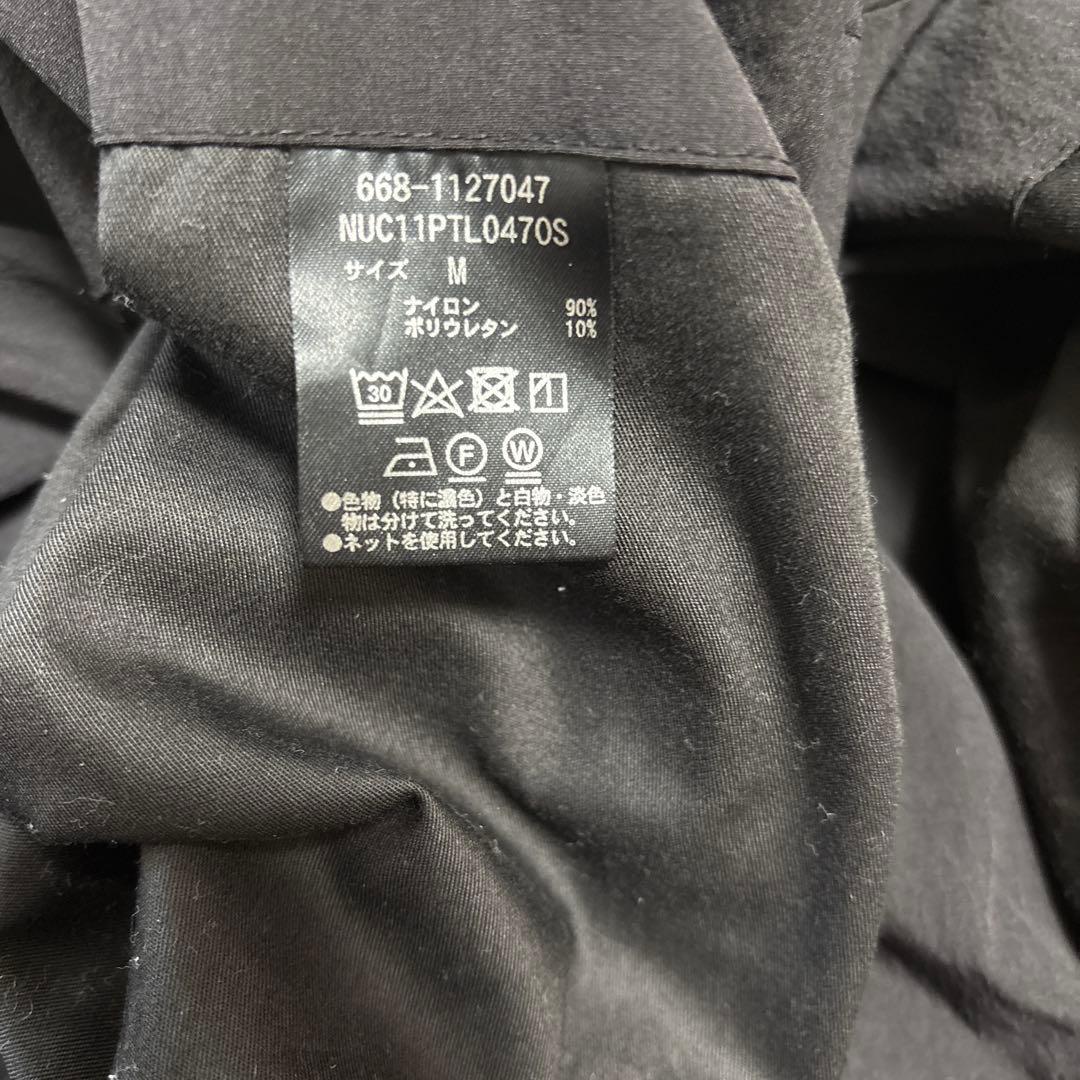 668-1127047
NUC11PTL0470S
サイズ M
ナイロン 90%
ポリウレタン 10%
30
F W
●色物（特に濃色）と白物・淡色
物は分けて洗ってください。
●ネットを使用してください。